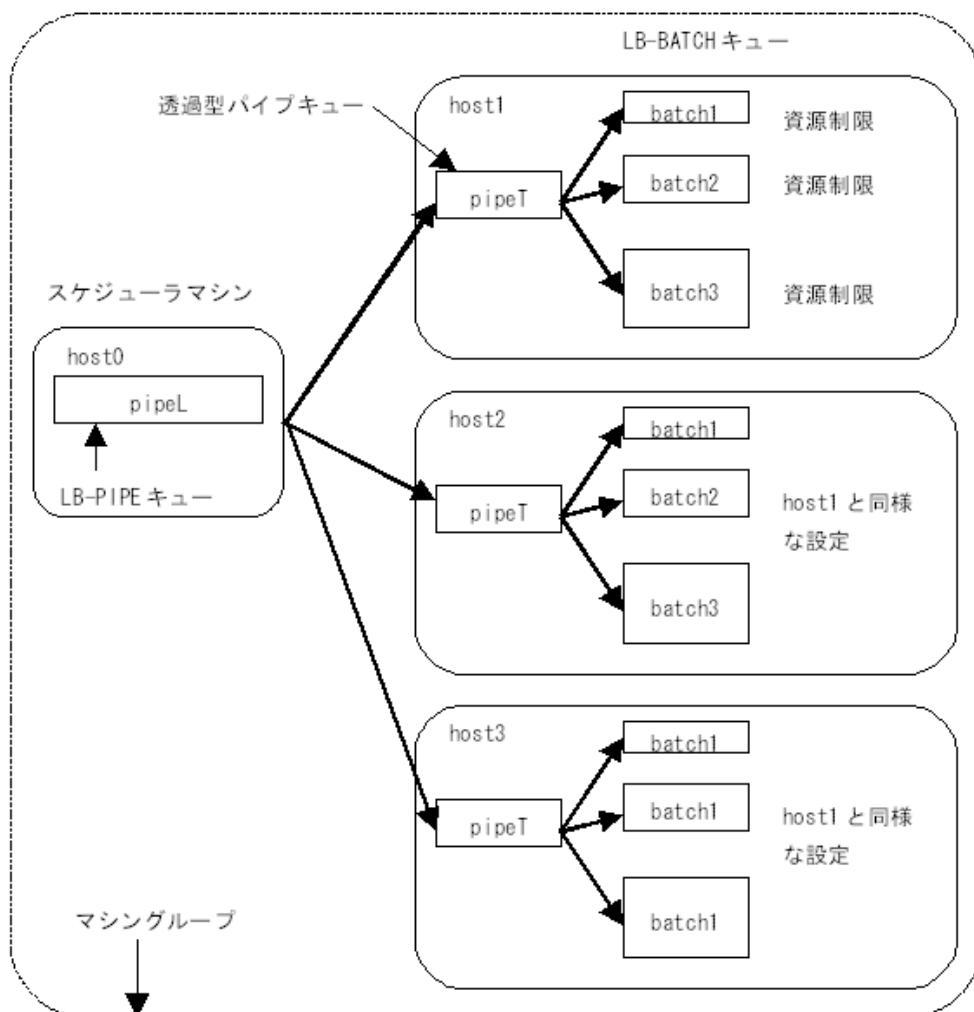 LB-BATCH キュー
透過型パイプキュー
host1
batch1
資源制限
pipeT
batch2
資源制限
batch3
資源制限
スケジューラマシン
host0
pipeL
LB-PIPE キュー
host2
batch1
pipeT
batch2
host1 と同様
な設定
batch3
host3
batch1
pipeT
batch1
host1 と同様
な設定
batch1
マシングループ